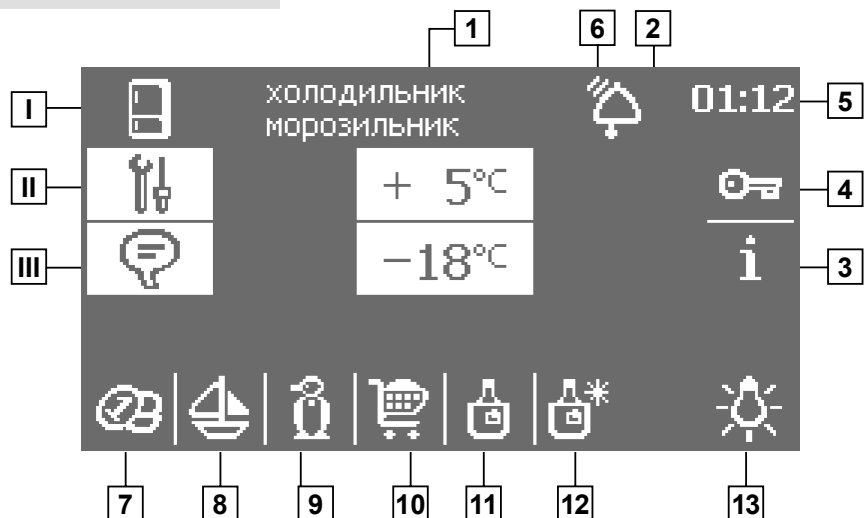 1 6 2
I холодильник 01:12 5
морозильник
II + 5°C 4
III −18°C i 3
7 8 9 10 11 12 13